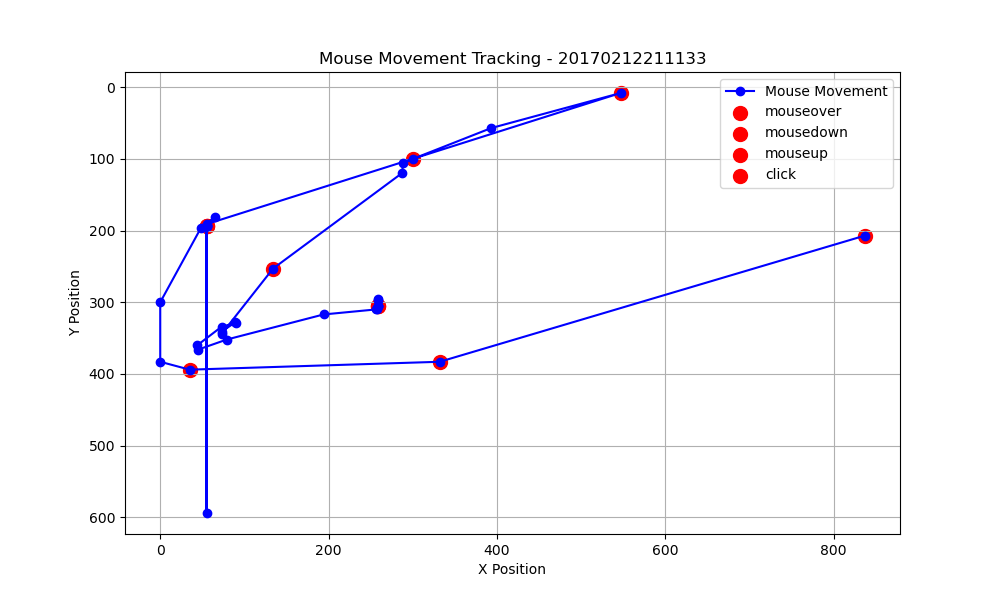 Mouse Movement Tracking - 20170212211133
Mouse Movement
mouseover
mousedown
mouseup
click
Y Position
0
100
200
300
400
500
600
0 200 400 600 800
X Position